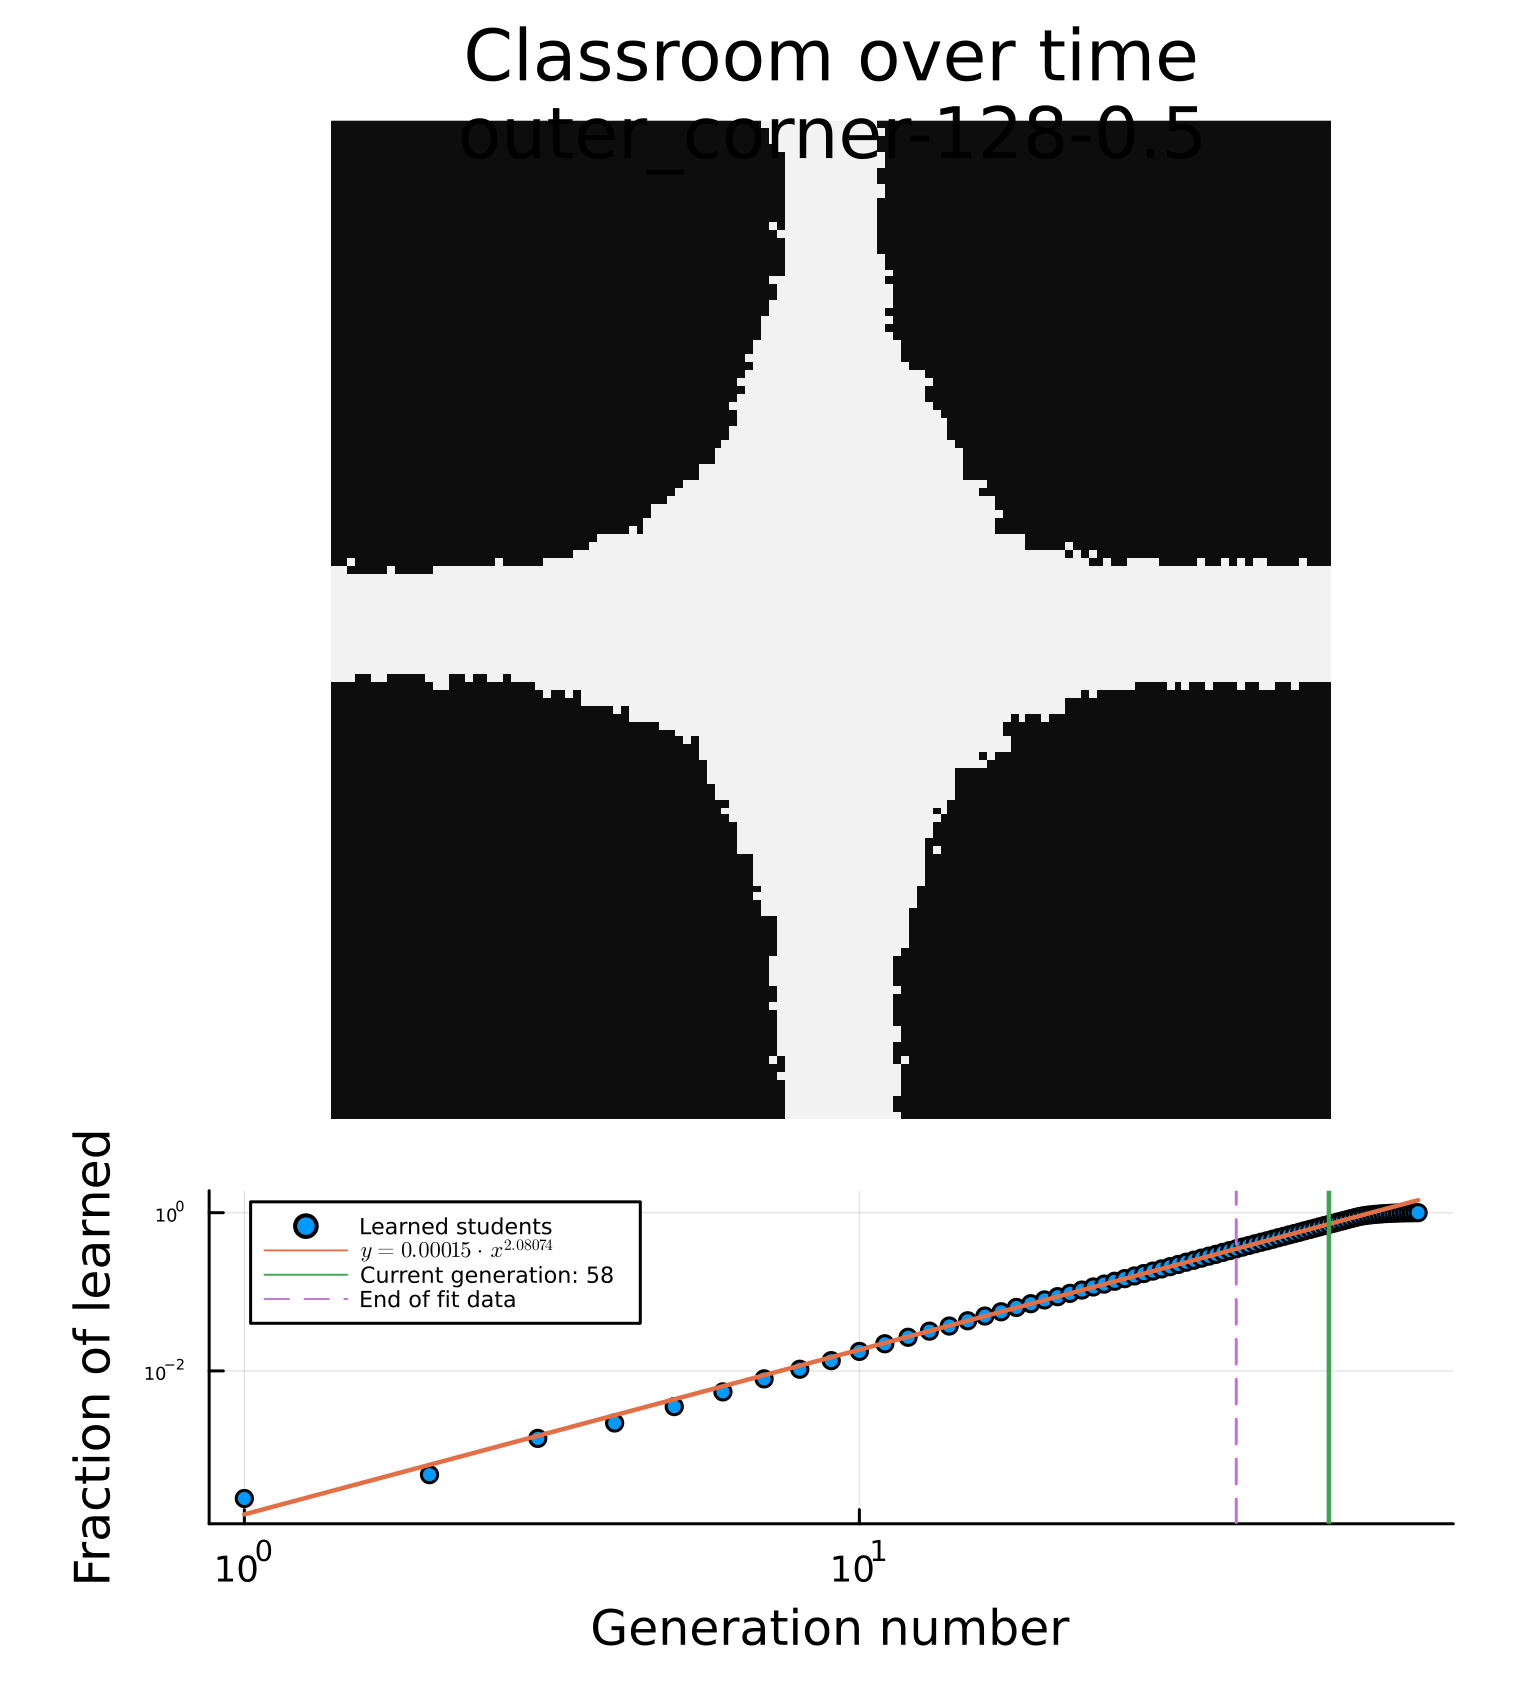 Classroom over time
outer_corner-128-0.5
Fraction of learned
10^0
10^−2
Learned students
y = 0.00015 · x^2.08074
Current generation: 58
End of fit data
10^0
10^1
Generation number